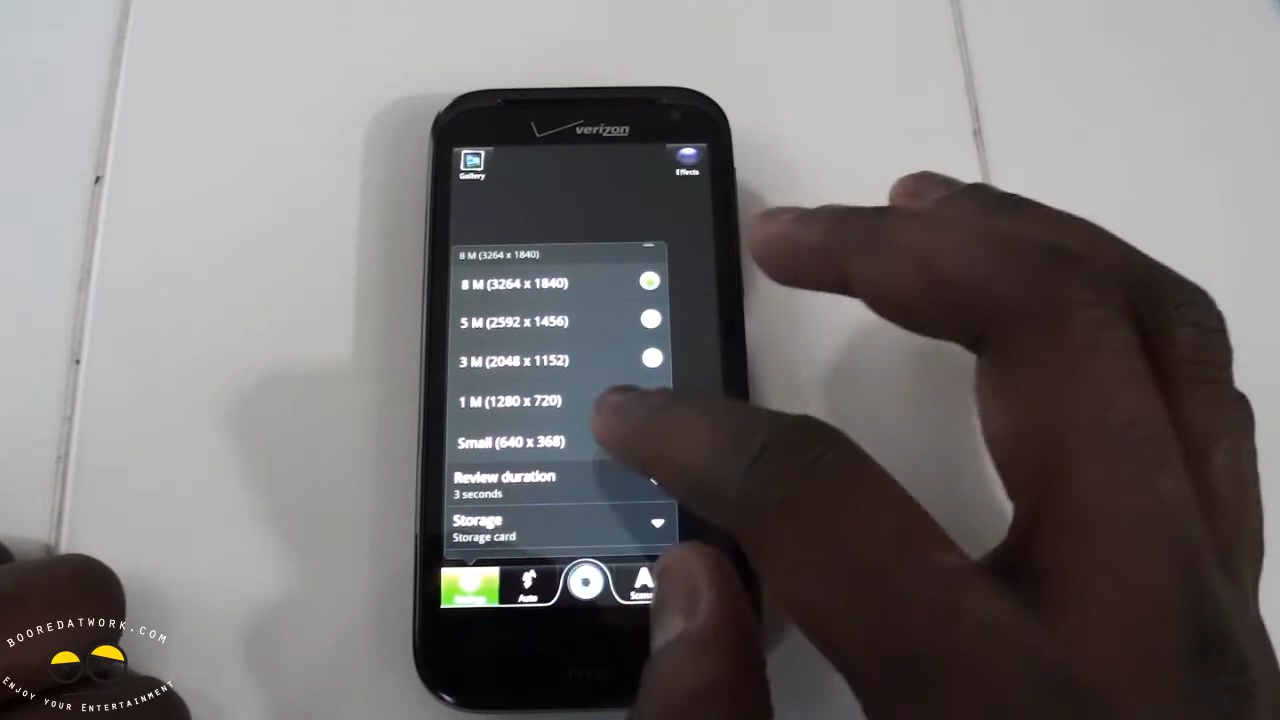 verizon
Gallery
Effects
8 M (3264 x 1840)
8 M (3264 x 1840)
5 M (2592 x 1456)
3 M (2048 x 1152)
1 M (1280 x 720)
Small (640 x 368)
Review duration
3 seconds
Storage
Storage card
Auto
BOOREDATWORK.COM
ENJOY YOUR ENTERTAINMENT